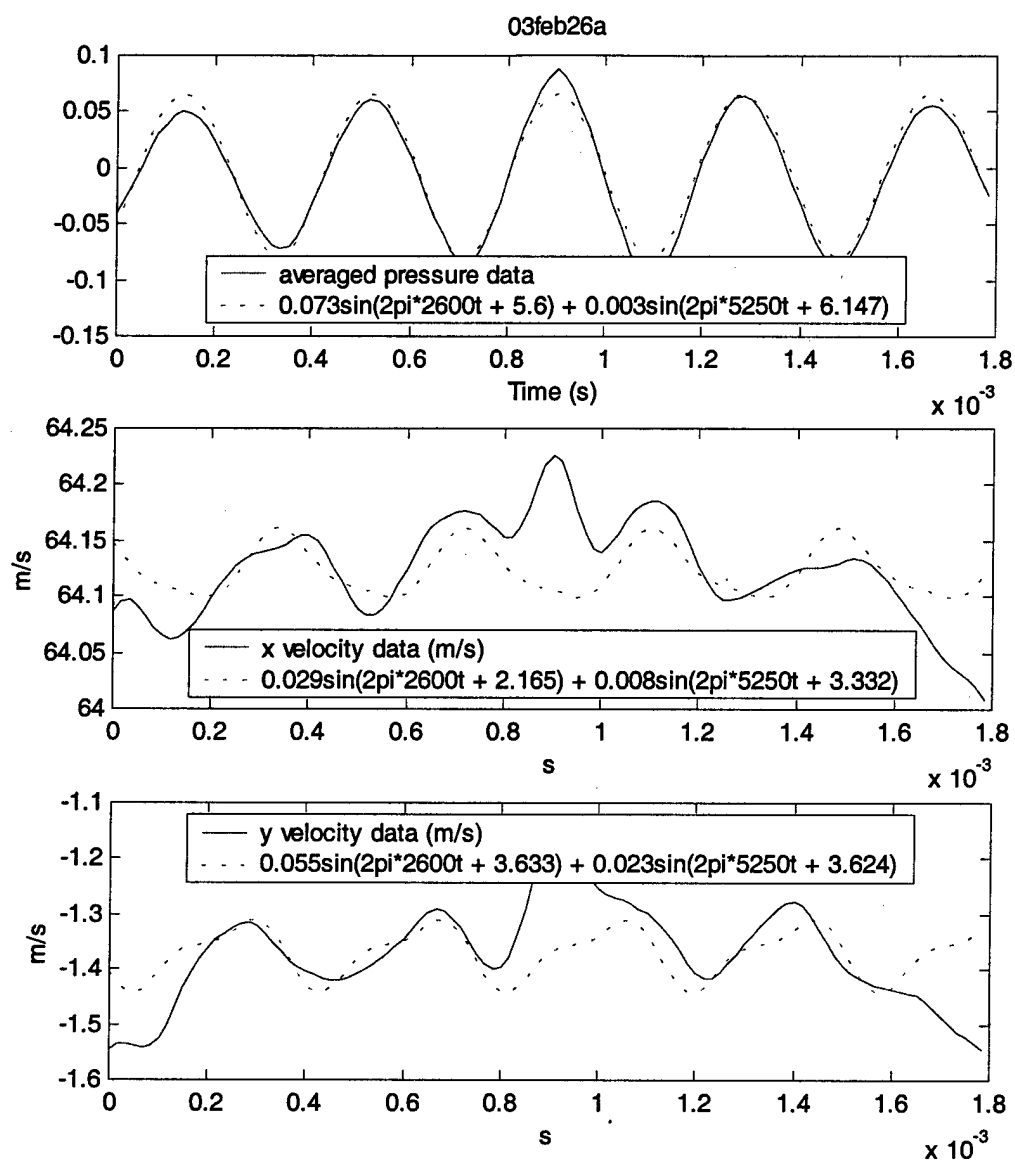 03feb26a
0.1
0.05
0
-0.05
-0.1
-0.15
averaged pressure data
0.073sin(2pi*2600t + 5.6) + 0.003sin(2pi*5250t + 6.147)
0 0.2 0.4 0.6 0.8 1 1.2 1.4 1.6 1.8
Time (s)
x 10-3
64.25
64.2
64.15
64.1
64.05
64
m/s
x velocity data (m/s)
0.029sin(2pi*2600t + 2.165) + 0.008sin(2pi*5250t + 3.332)
0 0.2 0.4 0.6 0.8 1 1.2 1.4 1.6 1.8
s
x 10-3
-1.1
-1.2
-1.3
-1.4
-1.5
-1.6
m/s
y velocity data (m/s)
0.055sin(2pi*2600t + 3.633) + 0.023sin(2pi*5250t + 3.624)
0 0.2 0.4 0.6 0.8 1 1.2 1.4 1.6 1.8
s
x 10-3